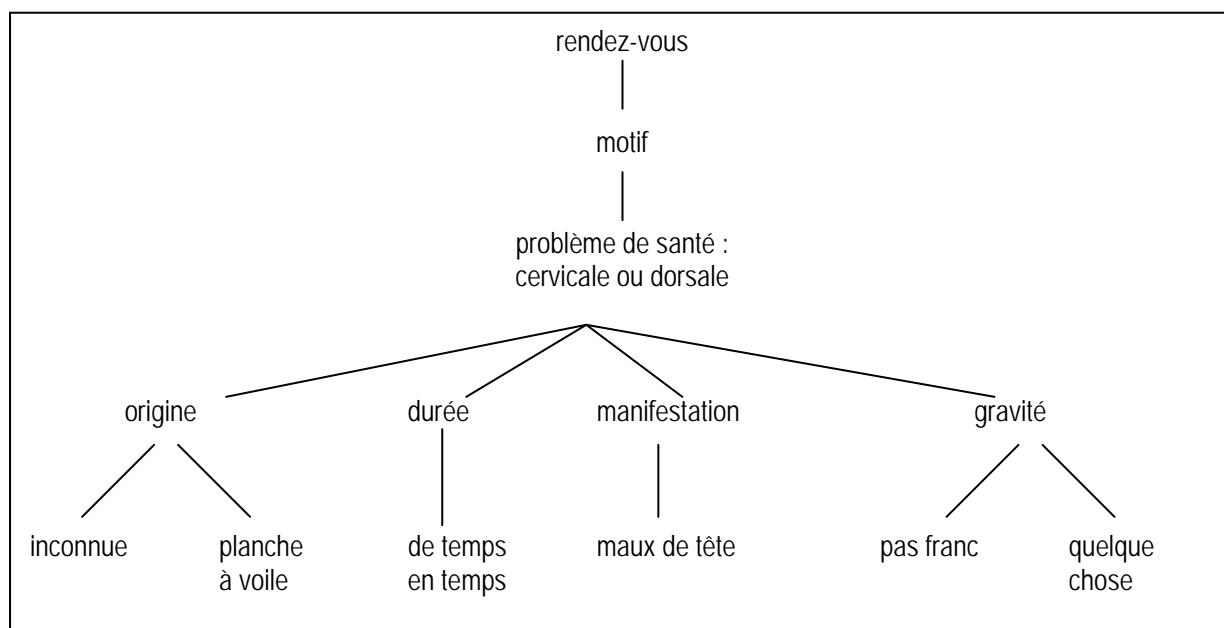 rendez-vous
motif
problème de santé :
cervicale ou dorsale
origine
durée
manifestation
gravité
inconnue
planche
à voile
de temps
en temps
maux de tête
pas franc
quelque
chose